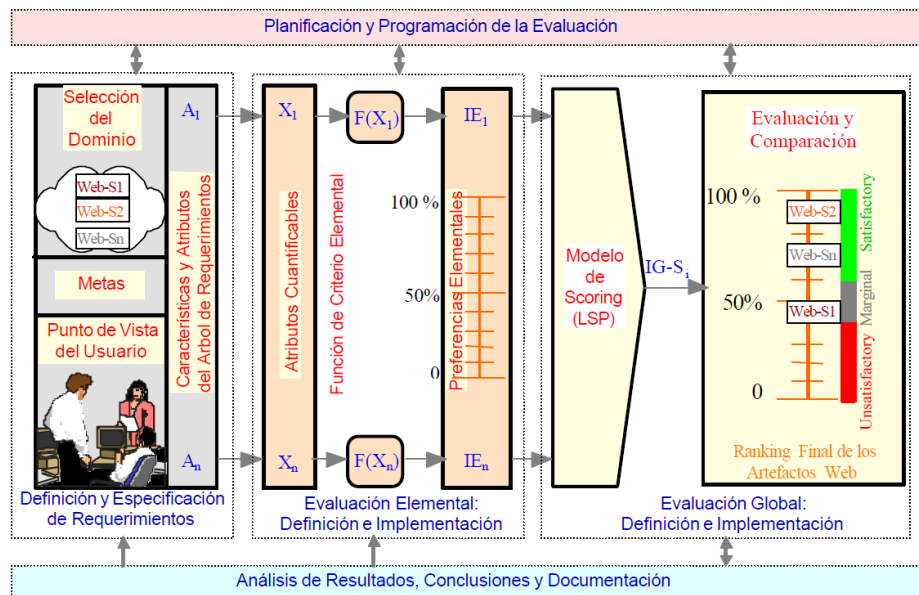 Planificación y Programación de la Evaluación
Selección
del
Dominio
Web-S1
Web-S2
Web-Sn
Metas
Punto de Vista
del Usuario
A1
Características y Atributos
del Arbol de Requerimientos
An
Definición y Especificación
de Requerimientos
X1
Atributos Cuantificables
Xn
F(X1)
Función de Criterio Elemental
F(Xn)
IE1
100 %
50%
0
Preferencias Elementales
IEn
Evaluación Elemental:
Definición e Implementación
Modelo
de
Scoring
(LSP)
IG-Si
Evaluación y
Comparación
100 %
50%
0
Web-S2
Web-Sn
Web-S1
Satisfactory
Marginal
Unsatisfactory
Ranking Final de los
Artefactos Web
Evaluación Global:
Definición e Implementación
Análisis de Resultados, Conclusiones y Documentación